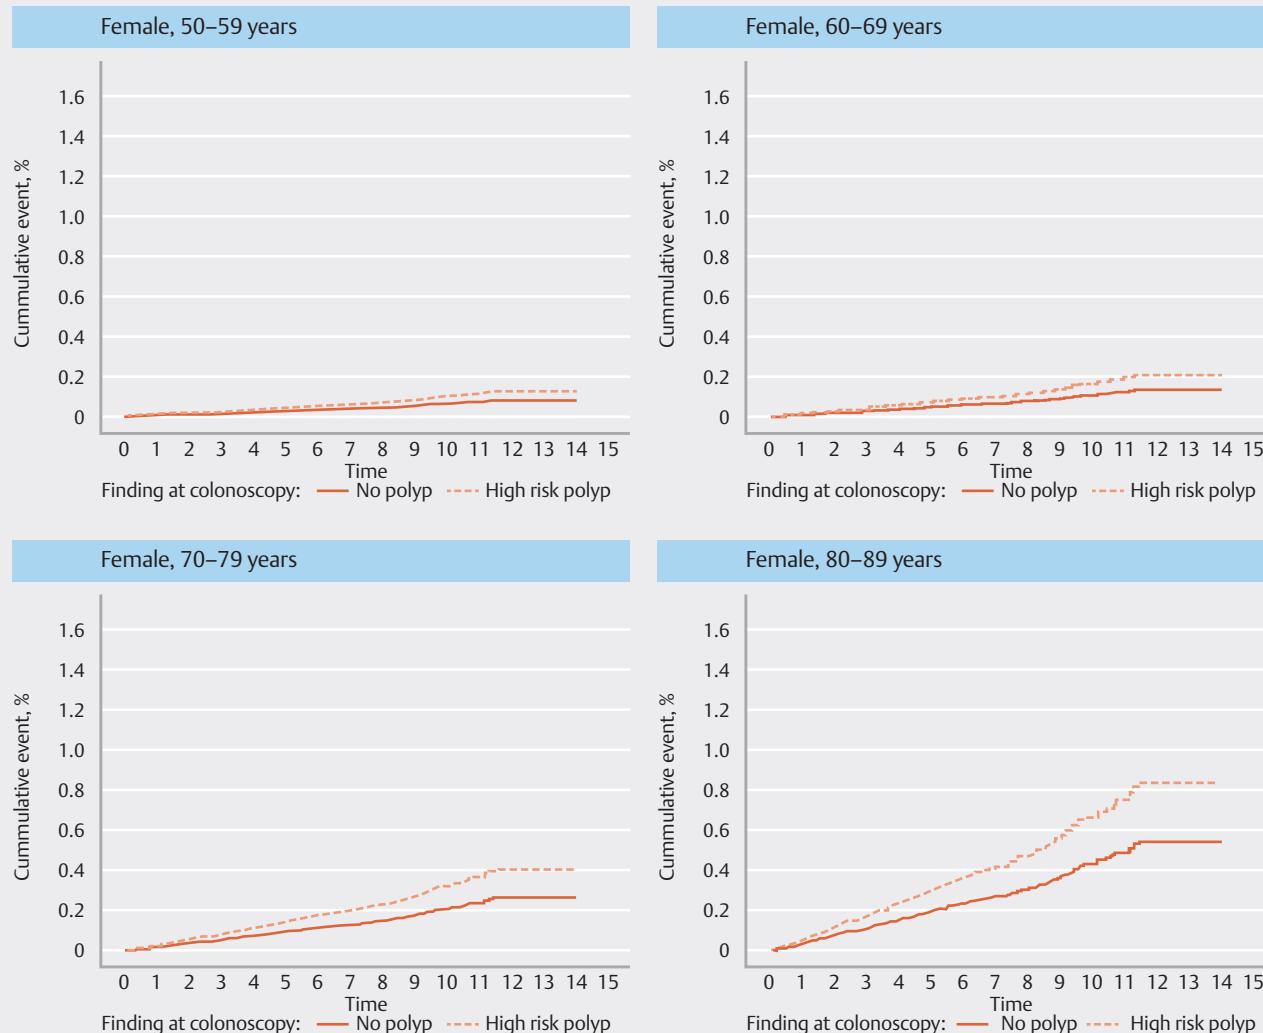 Female, 50–59 years
Cummulative event, %
1.6
1.4
1.2
1.0
0.8
0.6
0.4
0.2
0
0 1 2 3 4 5 6 7 8 9 10 11 12 13 14 15
Time
Finding at colonoscopy: No polyp High risk polyp
Female, 60–69 years
Cummulative event, %
1.6
1.4
1.2
1.0
0.8
0.6
0.4
0.2
0
0 1 2 3 4 5 6 7 8 9 10 11 12 13 14 15
Time
Finding at colonoscopy: No polyp High risk polyp
Female, 70–79 years
Cummulative event, %
1.6
1.4
1.2
1.0
0.8
0.6
0.4
0.2
0
0 1 2 3 4 5 6 7 8 9 10 11 12 13 14 15
Time
Finding at colonoscopy: No polyp High risk polyp
Female, 80–89 years
Cummulative event, %
1.6
1.4
1.2
1.0
0.8
0.6
0.4
0.2
0
0 1 2 3 4 5 6 7 8 9 10 11 12 13 14 15
Time
Finding at colonoscopy: No polyp High risk polyp